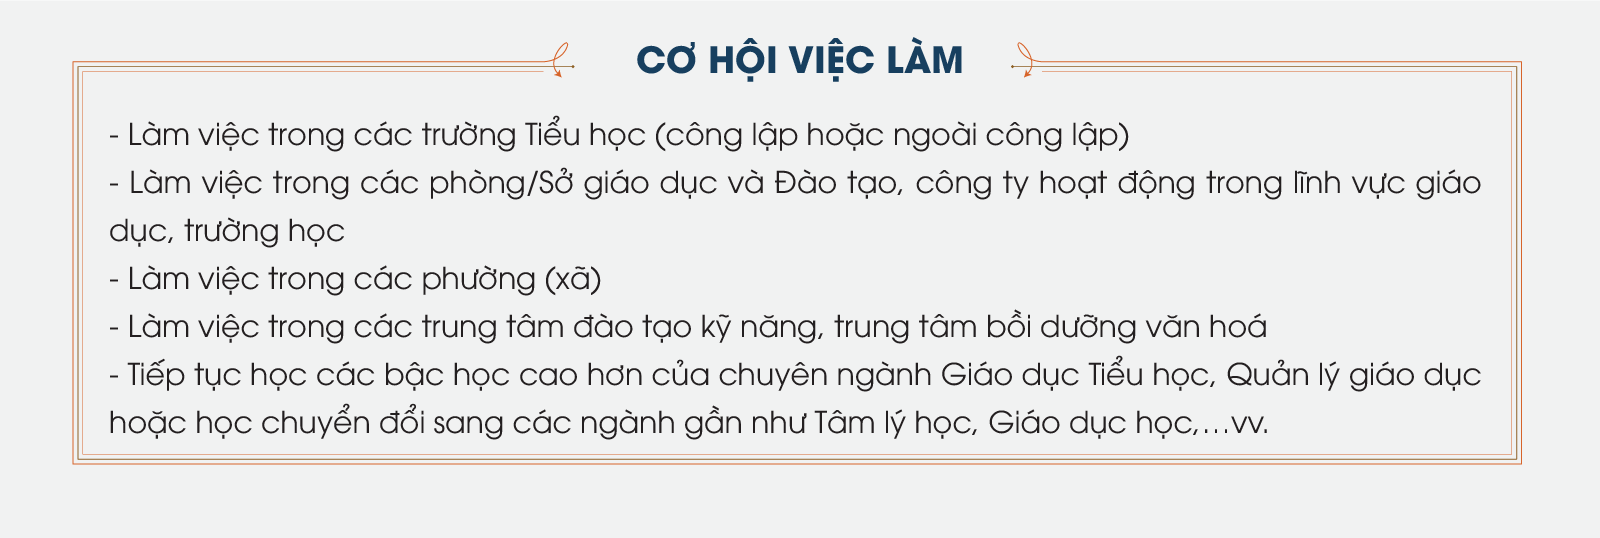 CƠ HỘI VIỆC LÀM
- Làm việc trong các trường Tiểu học (công lập hoặc ngoài công lập)
- Làm việc trong các phòng/Sở giáo dục và Đào tạo, công ty hoạt động trong lĩnh vực giáo
dục, trường học
- Làm việc trong các phường (xã)
- Làm việc trong các trung tâm đào tạo kỹ năng, trung tâm bồi dưỡng văn hoá
- Tiếp tục học các bậc học cao hơn của chuyên ngành Giáo dục Tiểu học, Quản lý giáo dục
hoặc học chuyển đổi sang các ngành gần như Tâm lý học, Giáo dục học,...vv.